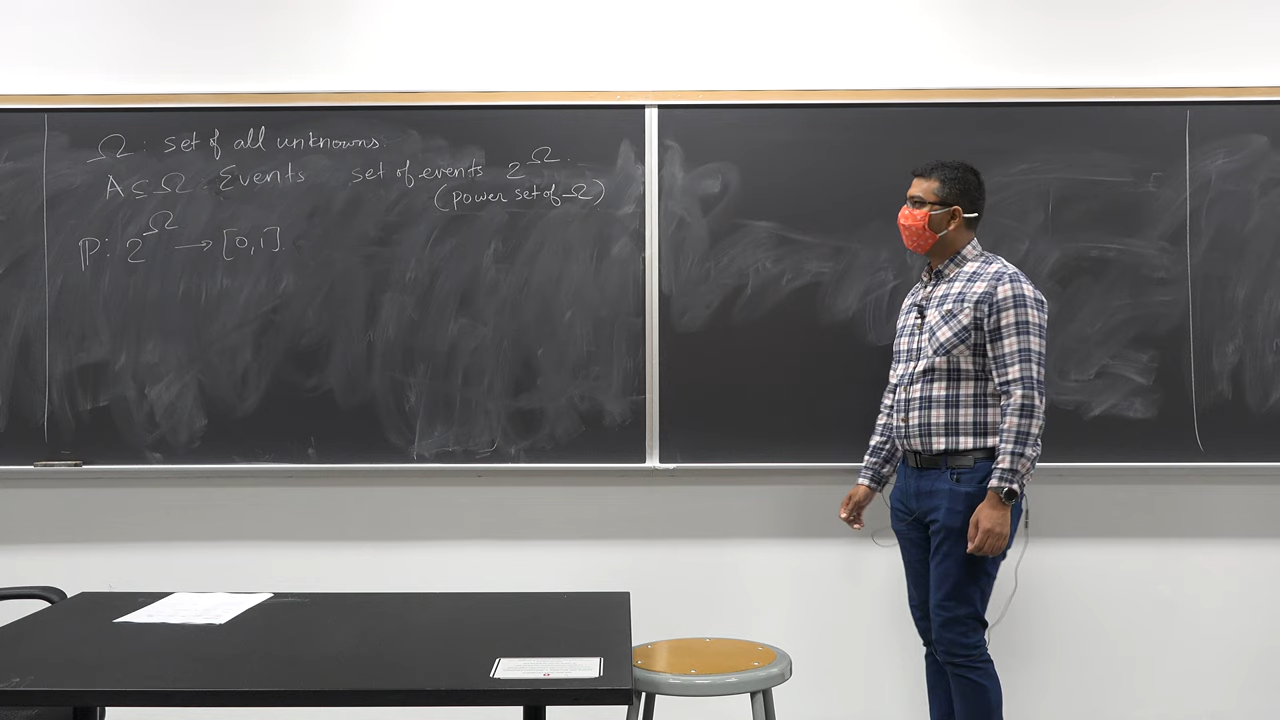 Ω : set of all unknowns.
A ⊆ Ω . Events set of events 2^Ω.
(power set of Ω)
ℙ: 2^Ω → [0,1].